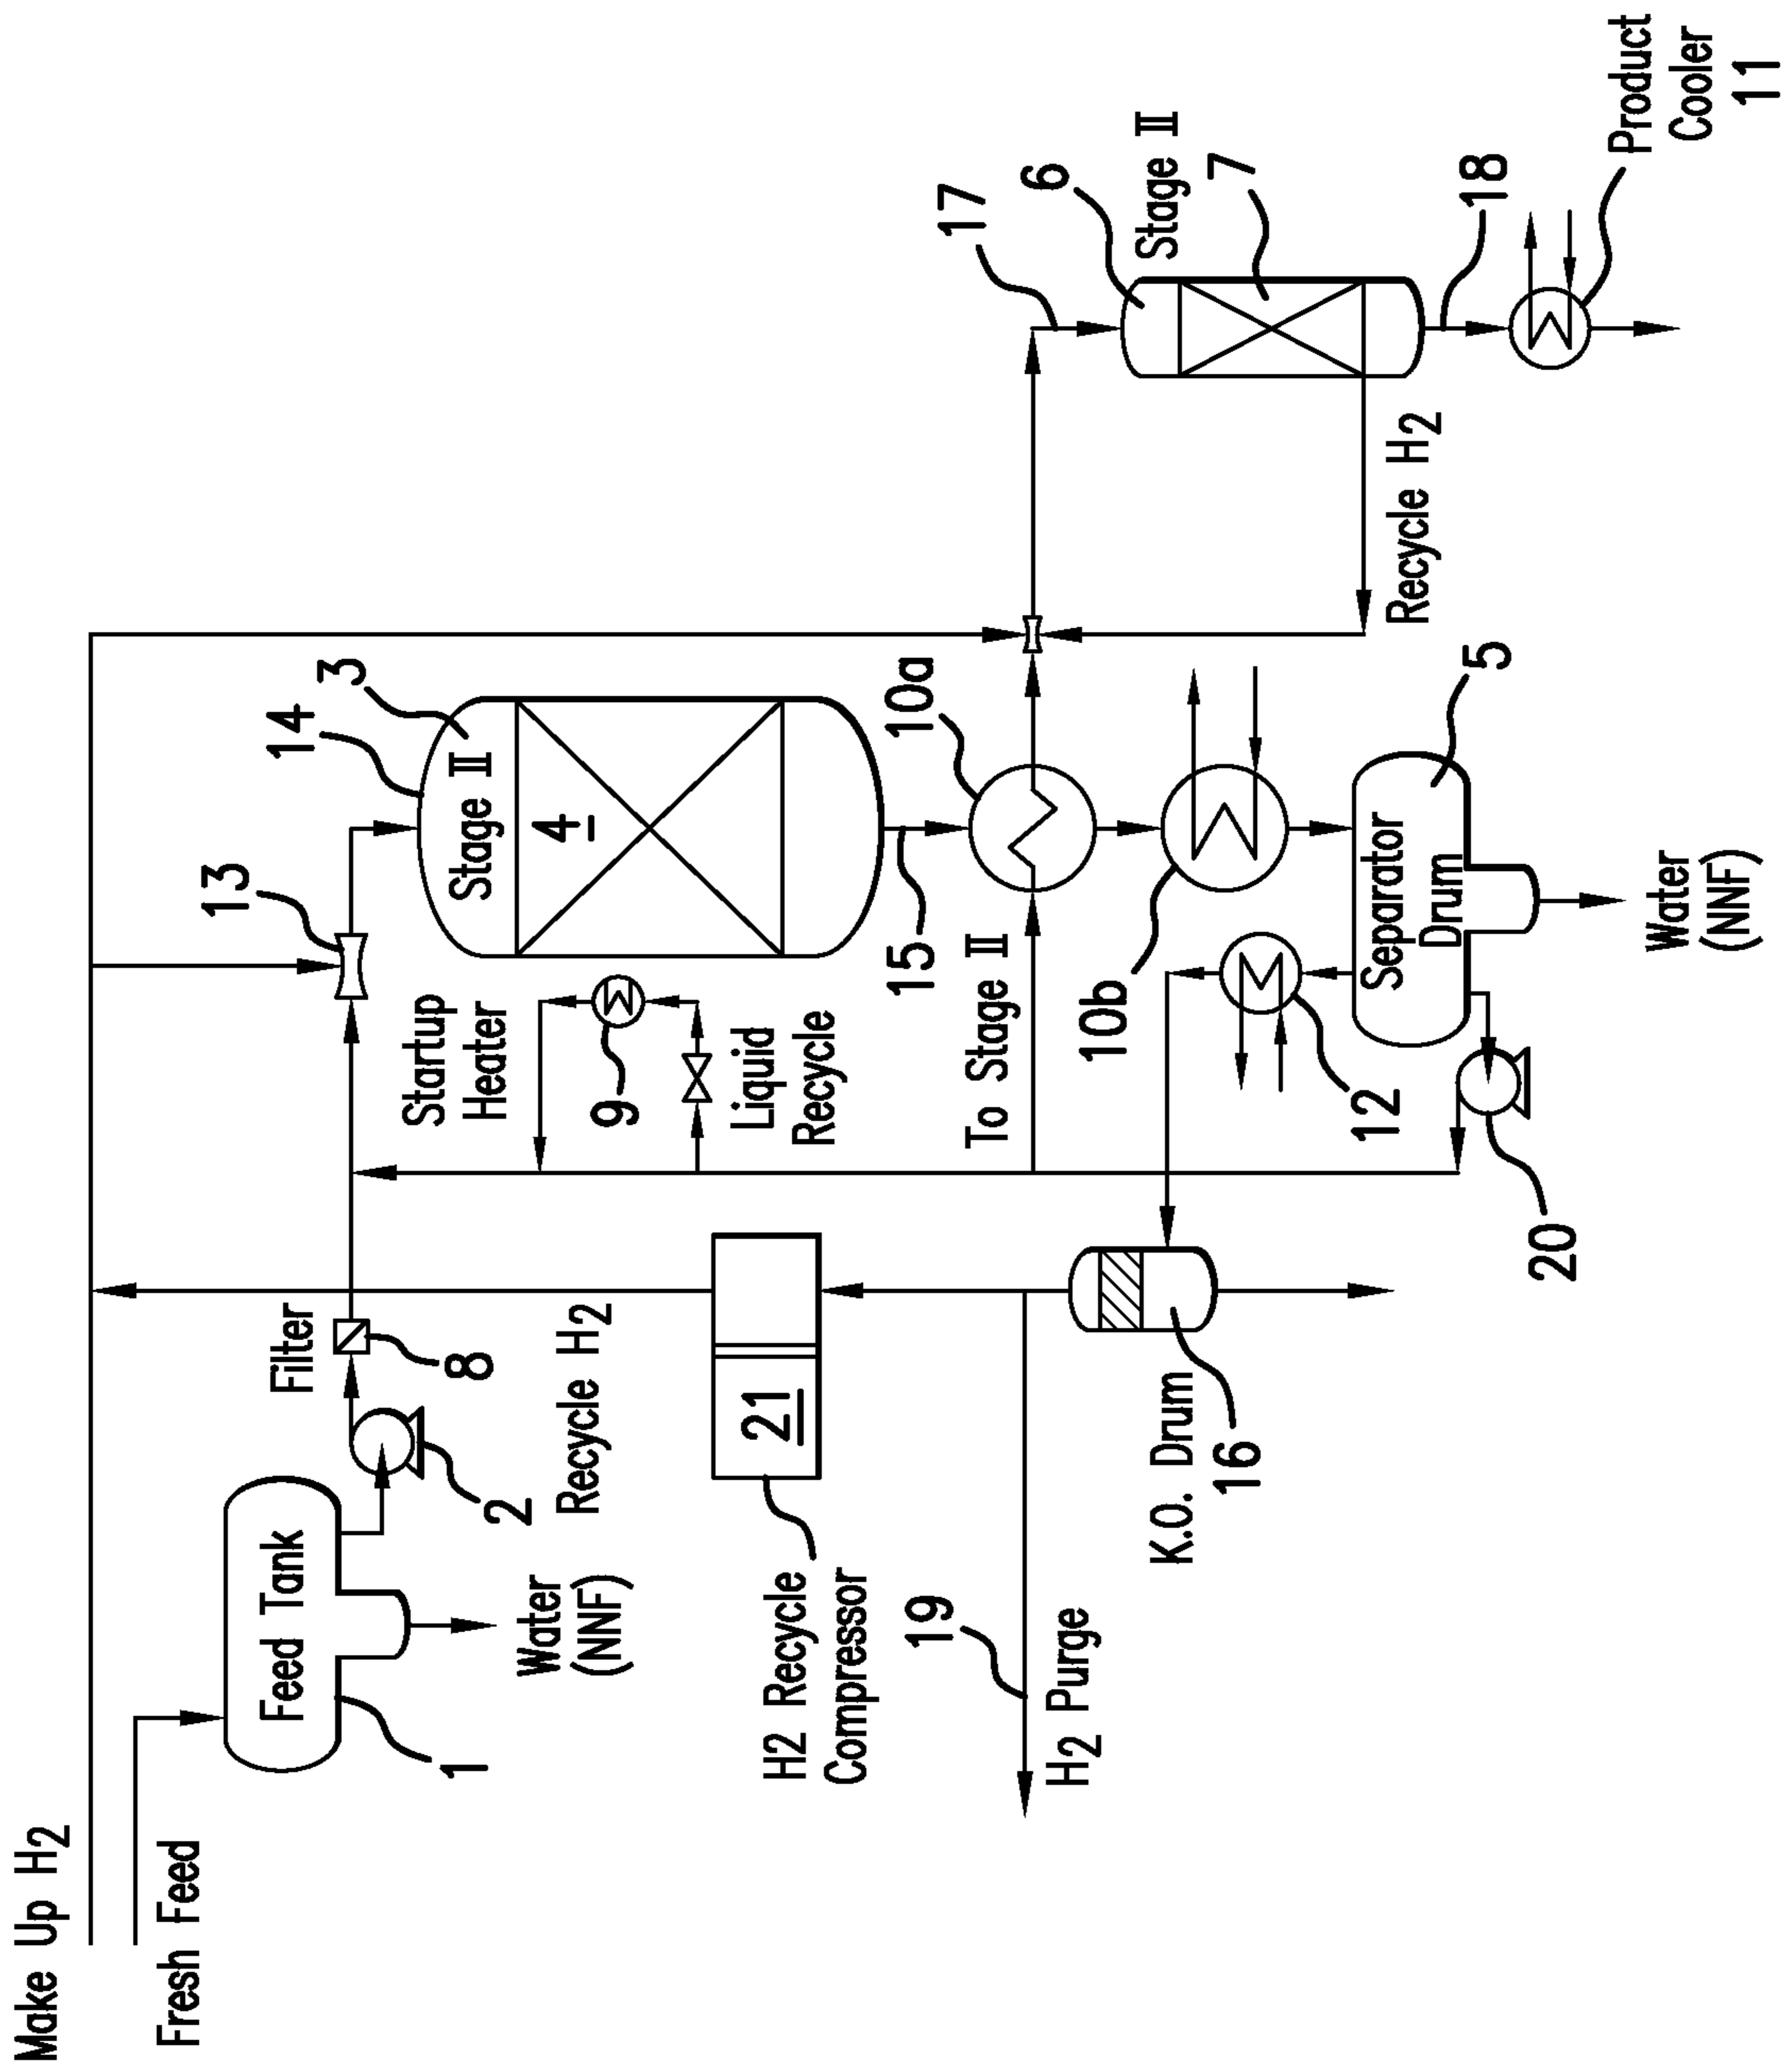 Make Up H2
Fresh Feed
Feed Tank
1
Water
(NNF)
2
Filter
8
Recycle H2
H2 Recycle
Compressor
21
19
H2 Purge
K.O. Drum
16
13
14
3
Stage II
4
Startup
Heater
9
Liquid
Recycle
15
To Stage II
10a
10b
12
Separator
Drum
5
20
Water
(NNF)
17
6
Stage II
7
Recycle H2
18
Product
Cooler
11